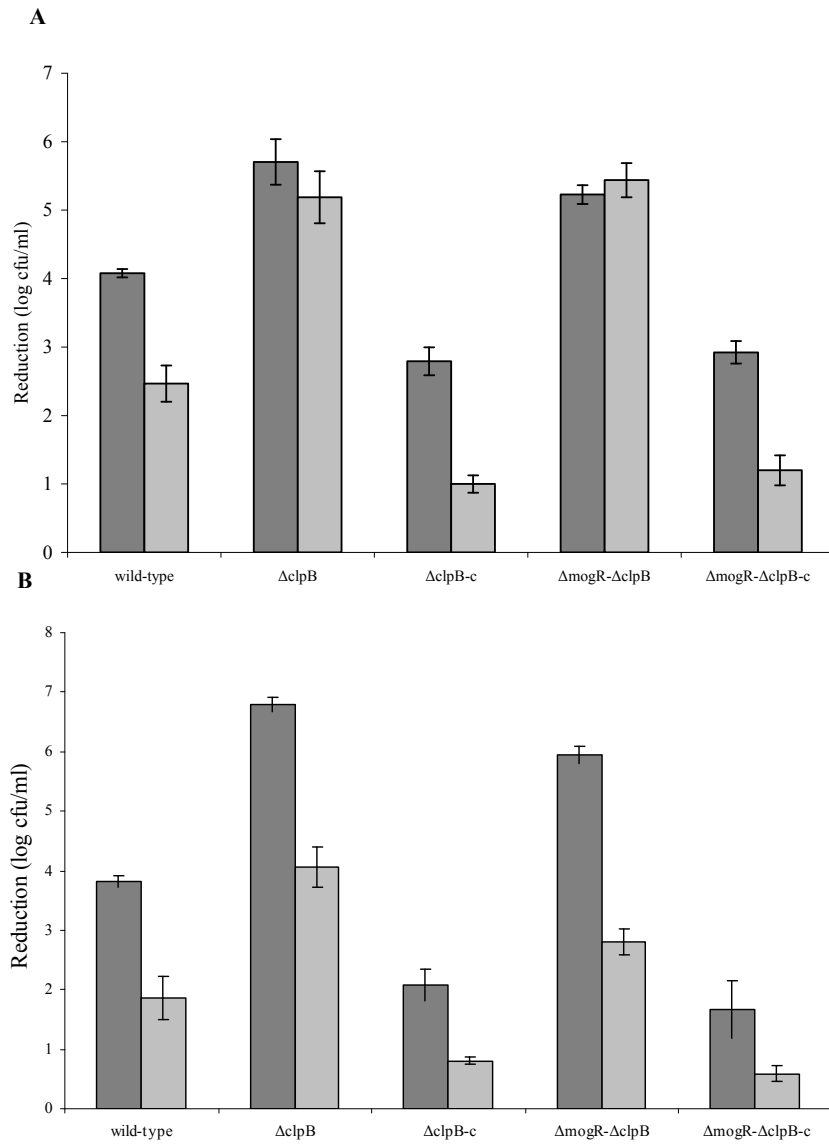 A
7
6
5
4
3
2
1
0
Reduction (log cfu/ml)
wild-type ΔclpB ΔclpB-c ΔmogR-ΔclpB ΔmogR-ΔclpB-c
B
8
7
6
5
4
3
2
1
0
Reduction (log cfu/ml)
wild-type ΔclpB ΔclpB-c ΔmogR-ΔclpB ΔmogR-ΔclpB-c